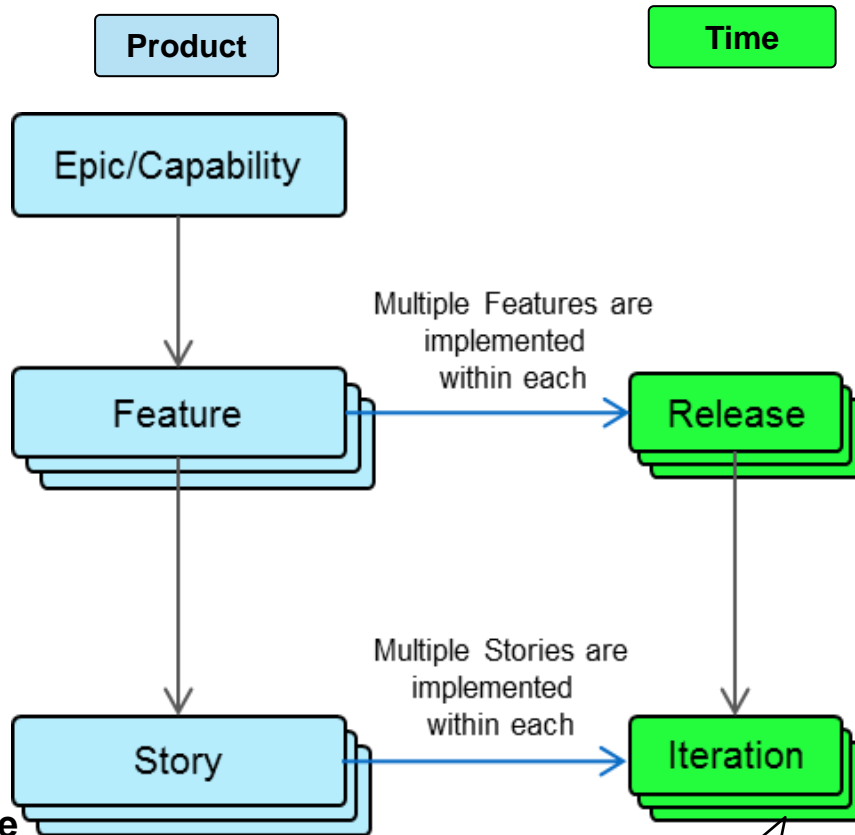 Product
Time
Epic/Capability
Multiple Features are
implemented
within each
Feature
Release
Multiple Stories are
implemented
within each
Story
Iteration
e